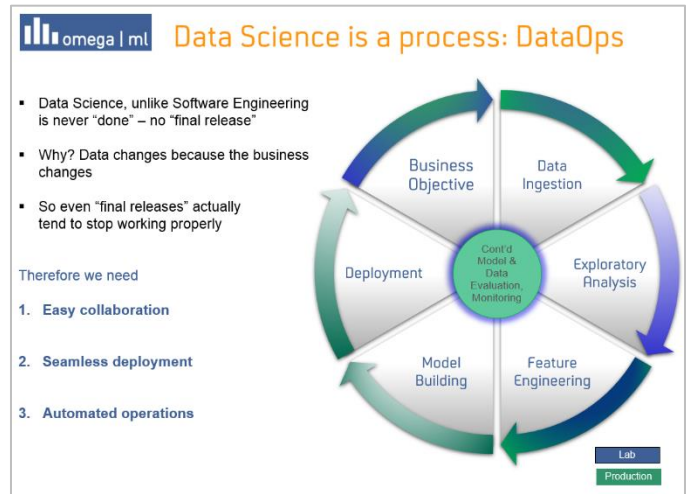 omega | ml
Data Science is a process: DataOps
▪ Data Science, unlike Software Engineering
is never “done” – no “final release”
▪ Why? Data changes because the business
changes
▪ So even “final releases” actually
tend to stop working properly
Therefore we need
1. Easy collaboration
2. Seamless deployment
3. Automated operations
Business
Objective
Data
Ingestion
Exploratory
Analysis
Feature
Engineering
Model
Building
Deployment
Cont'd
Model &
Data
Evaluation,
Monitoring
Lab
Production